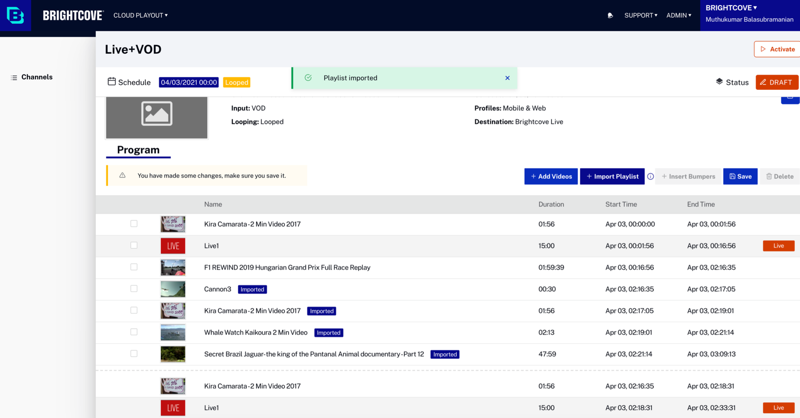 BRIGHTCOVE CLOUD PLAYOUT SUPPORT ADMIN BRIGHTCOVE
Muthukumar Balasubramanian
Live+VOD Activate
Channels
Schedule 04/03/2021 00:00 Looped Playlist imported Status DRAFT
Input: VOD Profiles: Mobile & Web
Looping: Looped Destination: Brightcove Live
Program
You have made some changes, make sure you save it. + Add Videos + Import Playlist + Insert Bumpers Save Delete
Name Duration Start Time End Time
Kira Camarata-2 Min Video 2017 01:56 Apr 03, 00:00:00 Apr 03, 00:01:56
LIVE Live1 15:00 Apr 03, 00:01:56 Apr 03, 00:16:56 Live
F1 REWIND 2019 Hungarian Grand Prix Full Race Replay 01:59:39 Apr 03, 00:16:56 Apr 03, 02:16:35
Cannon3 Imported 00:30 Apr 03, 02:16:35 Apr 03, 02:17:05
Kira Camarata-2 Min Video 2017 Imported 01:56 Apr 03, 02:17:05 Apr 03, 02:19:01
Whale Watch Kaikoura 2 Min Video Imported 02:13 Apr 03, 02:19:01 Apr 03, 02:21:14
Secret Brazil Jaguar-the king of the Pantanal Animal documentary-Part 12 Imported 47:59 Apr 03, 02:21:14 Apr 03, 03:09:13
Kira Camarata-2 Min Video 2017 01:56 Apr 03, 02:16:35 Apr 03, 02:18:31
LIVE Live1 15:00 Apr 03, 02:18:31 Apr 03, 02:33:31 Live